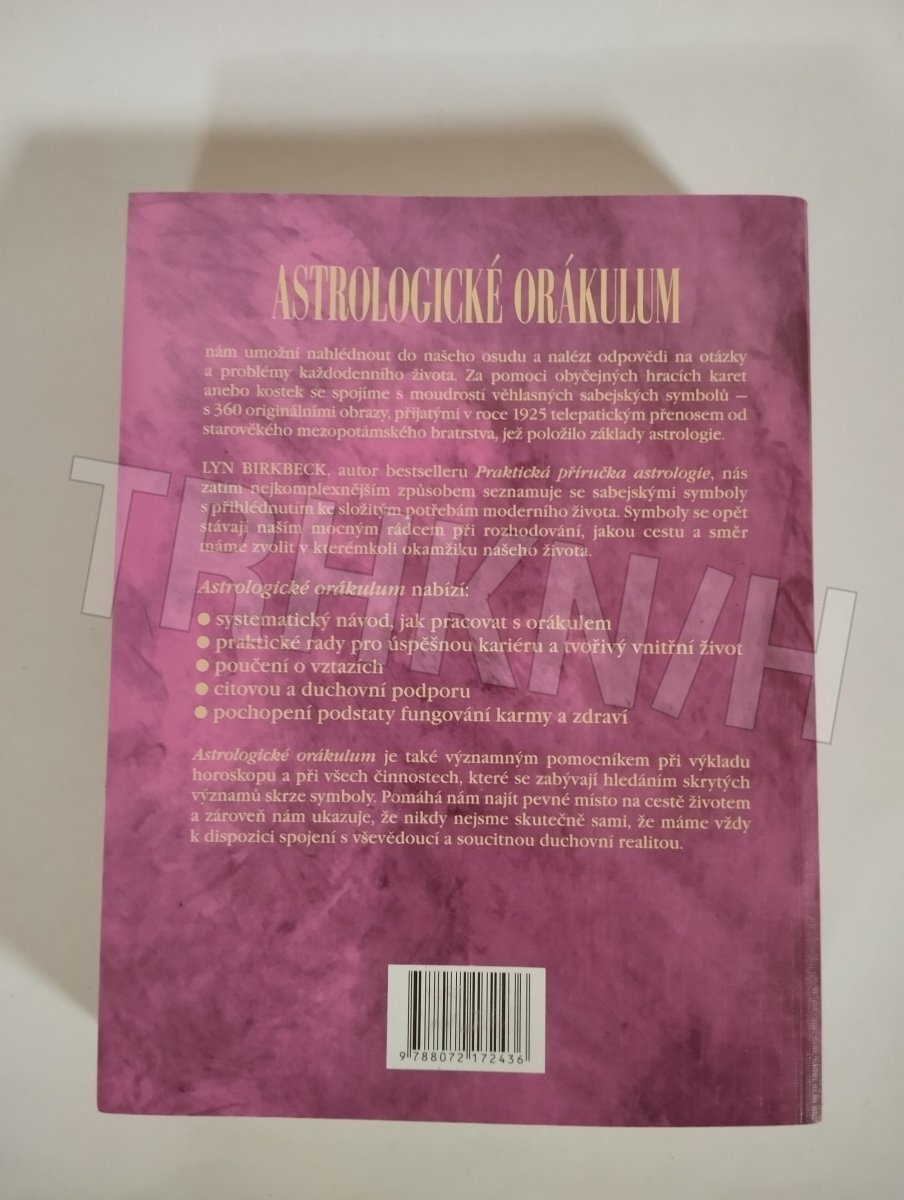 ASTROLOGICKÉ ORÁKULUM
nám umožní nahlédnout do našeho osudu a nalézt odpovědi na otázky
a problémy každodenního života. Za pomoci obyčejných hracích karet
anebo kostek se spojíme s moudrostí věhlasných sabejských symbolů –
s 360 originálními obrazy, přijatými v roce 1925 telepatickým přenosem od
starověkého mezopotámského bratrstva, jež položilo základy astrologie.
LYN BIRKBECK, autor bestselleru Praktická příručka astrologie, nás
zatím nejkomplexnějším způsobem seznamuje se sabejskými symboly
s přihlédnutím ke složitým potřebám moderního života. Symboly se opět
stávají naším mocným rádcem při rozhodování, jakou cestu a směr
máme zvolit v kterémkoli okamžiku našeho života.
Astrologické orákulum nabízí:
● systematický návod, jak pracovat s orákulem
● praktické rady pro úspěšnou kariéru a tvořivý vnitřní život
● poučení o vztazích
● citovou a duchovní podporu
● pochopení podstaty fungování karmy a zdraví
Astrologické orákulum je také významným pomocníkem při výkladu
horoskopu a při všech činnostech, které se zabývají hledáním skrytých
významů skrze symboly. Pomáhá nám najít pevné místo na cestě životem
a zároveň nám ukazuje, že nikdy nejsme skutečně sami, že máme vždy
k dispozici spojení s vševědoucí a soucitnou duchovní realitou.
9 788072 172436
TRHKNIH